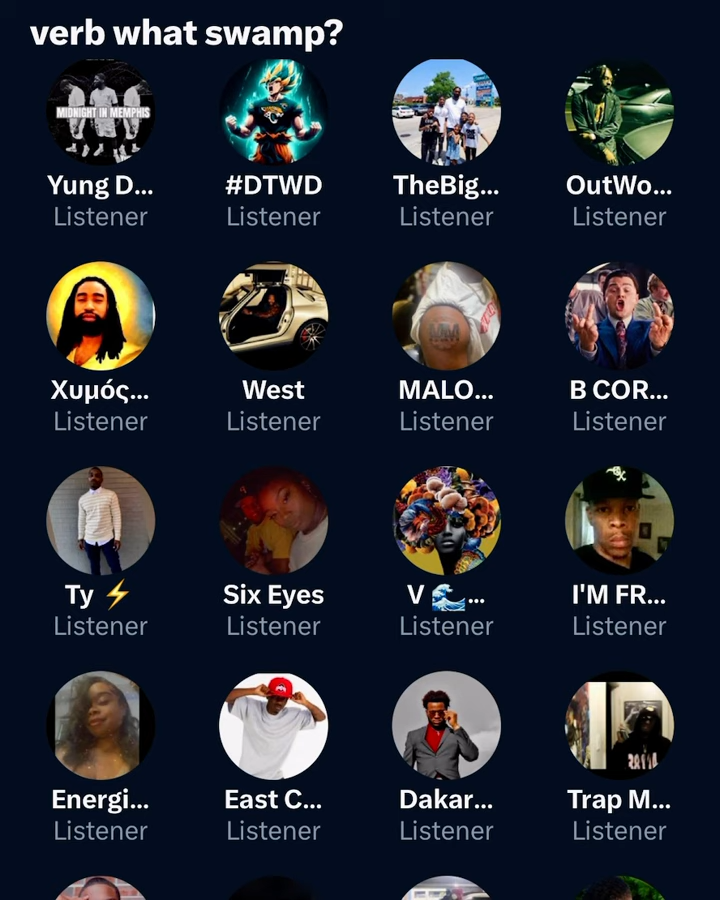 verb what swamp?
MIDNIGHT IN MEMPHIS
Yung D... #DTWD TheBig... OutWo...
Listener Listener Listener Listener
Χυμός... West MALO... B COR...
Listener Listener Listener Listener
Ty ⚡ Six Eyes V 🌊... I'M FR...
Listener Listener Listener Listener
Energi... East C... Dakar... Trap M...
Listener Listener Listener Listener